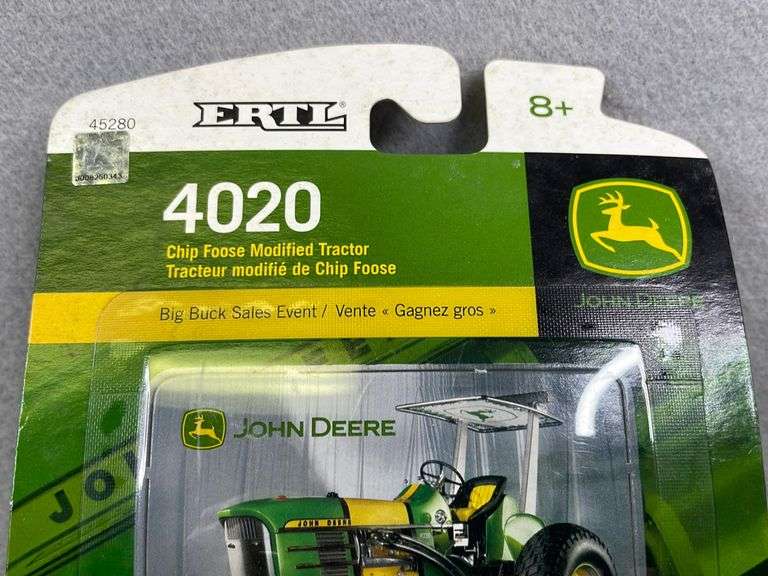 ERTL®
8+
45280
J008250343
4020
Chip Foose Modified Tractor
Tracteur modifié de Chip Foose
JOHN DEERE
Big Buck Sales Event / Vente « Gagnez gros »
JOHN DEERE
JOHN DEERE